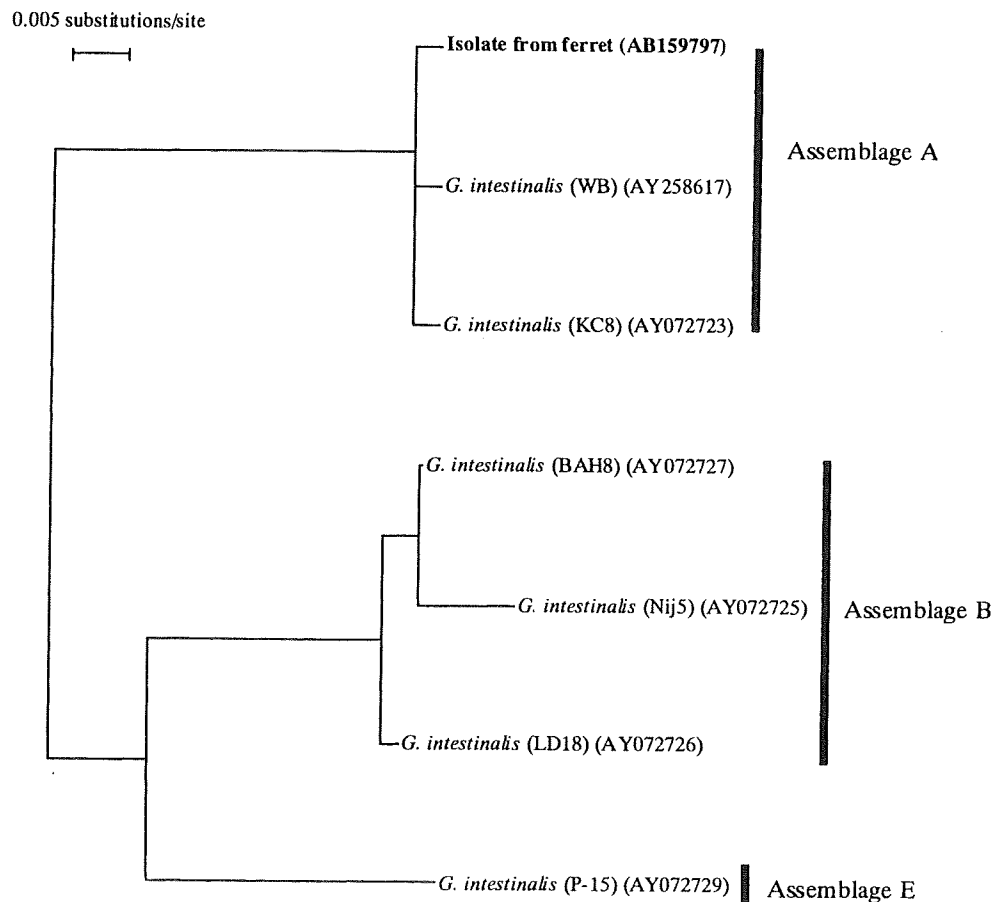 0.005 substitutions/site
Isolate from ferret (AB159797)
Assemblage A
G. intestinalis (WB) (AY258617)
G. intestinalis (KC8) (AY072723)
G. intestinalis (BAH8) (AY072727)
G. intestinalis (Nij5) (AY072725)
Assemblage B
G. intestinalis (LD18) (AY072726)
G. intestinalis (P-15) (AY072729)
Assemblage E